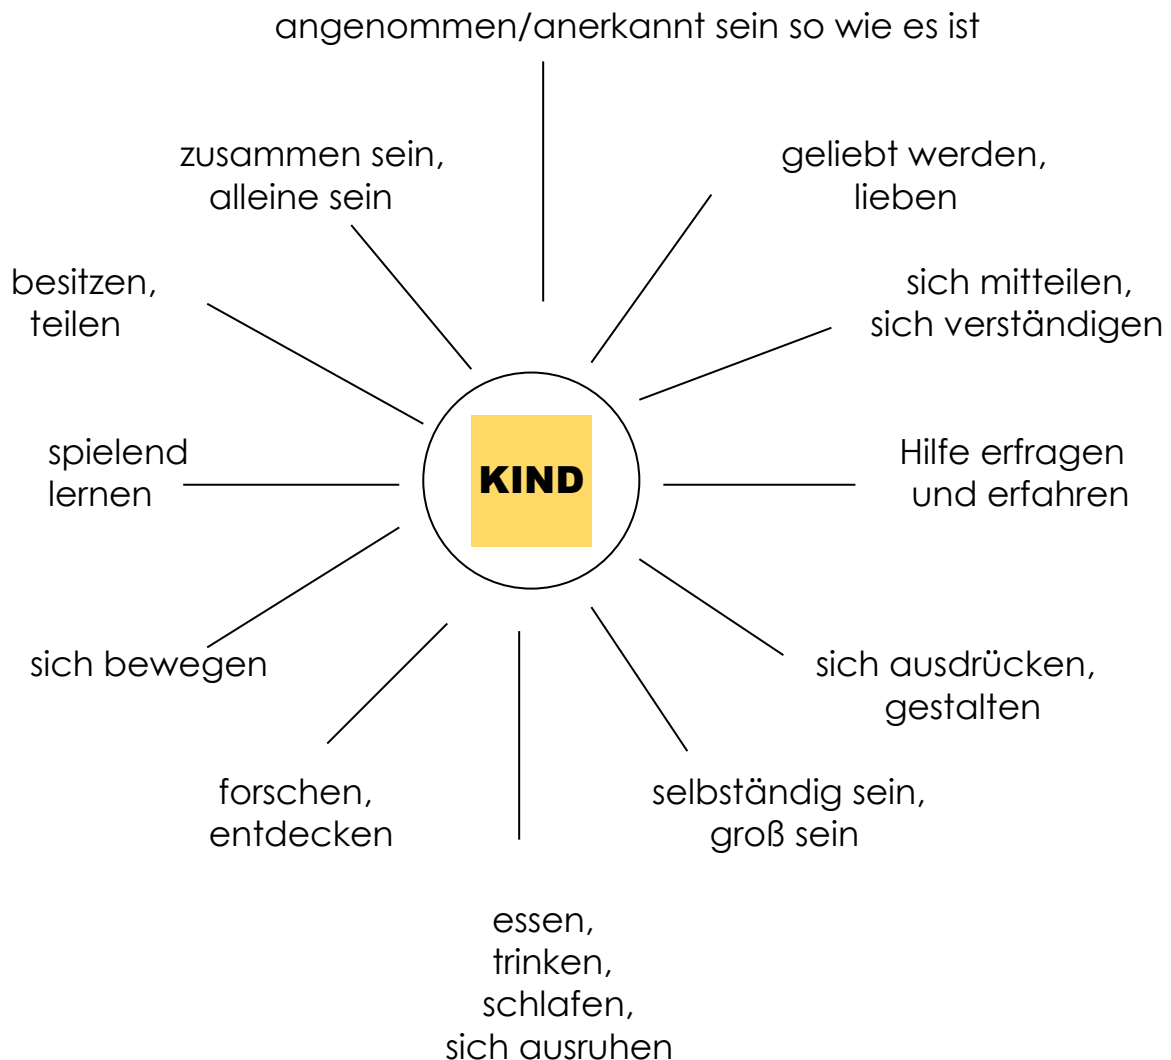 angenommen/anerkannt sein so wie es ist
zusammen sein,
alleine sein
geliebt werden,
lieben
besitzen,
teilen
sich mitteilen,
sich verständigen
spielend
lernen
KIND
Hilfe erfragen
und erfahren
sich bewegen
sich ausdrücken,
gestalten
forschen,
entdecken
selbständig sein,
groß sein
essen,
trinken,
schlafen,
sich ausruhen